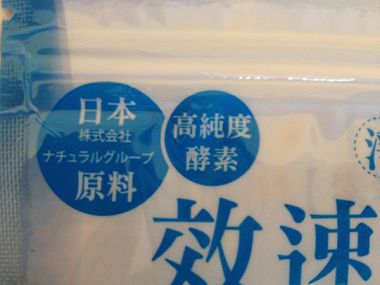 日本
株式会社
ナチュラルグループ
原料
高純度
酵素
效速